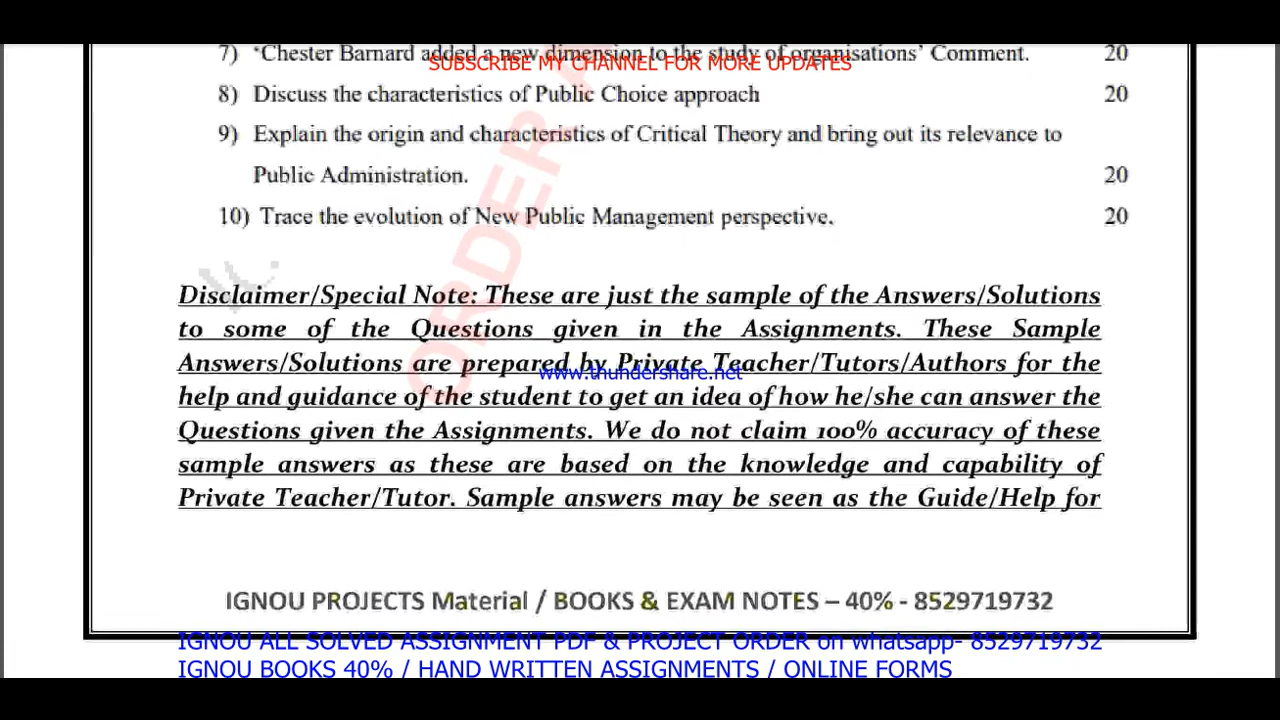 7) ‘Chester Barnard added a new dimension to the study of organisations’ Comment. 20
SUBSCRIBE MY CHANNEL FOR MORE UPDATES
8) Discuss the characteristics of Public Choice approach 20
9) Explain the origin and characteristics of Critical Theory and bring out its relevance to
Public Administration. 20
10) Trace the evolution of New Public Management perspective. 20
ORDER
Disclaimer/Special Note: These are just the sample of the Answers/Solutions
to some of the Questions given in the Assignments. These Sample
Answers/Solutions are prepared by Private Teacher/Tutors/Authors for the
www.thundershare.net
help and guidance of the student to get an idea of how he/she can answer the
Questions given the Assignments. We do not claim 100% accuracy of these
sample answers as these are based on the knowledge and capability of
Private Teacher/Tutor. Sample answers may be seen as the Guide/Help for
IGNOU PROJECTS Material / BOOKS & EXAM NOTES – 40% - 8529719732
IGNOU ALL SOLVED ASSIGNMENT PDF & PROJECT ORDER on whatsapp- 8529719732
IGNOU BOOKS 40% / HAND WRITTEN ASSIGNMENTS / ONLINE FORMS